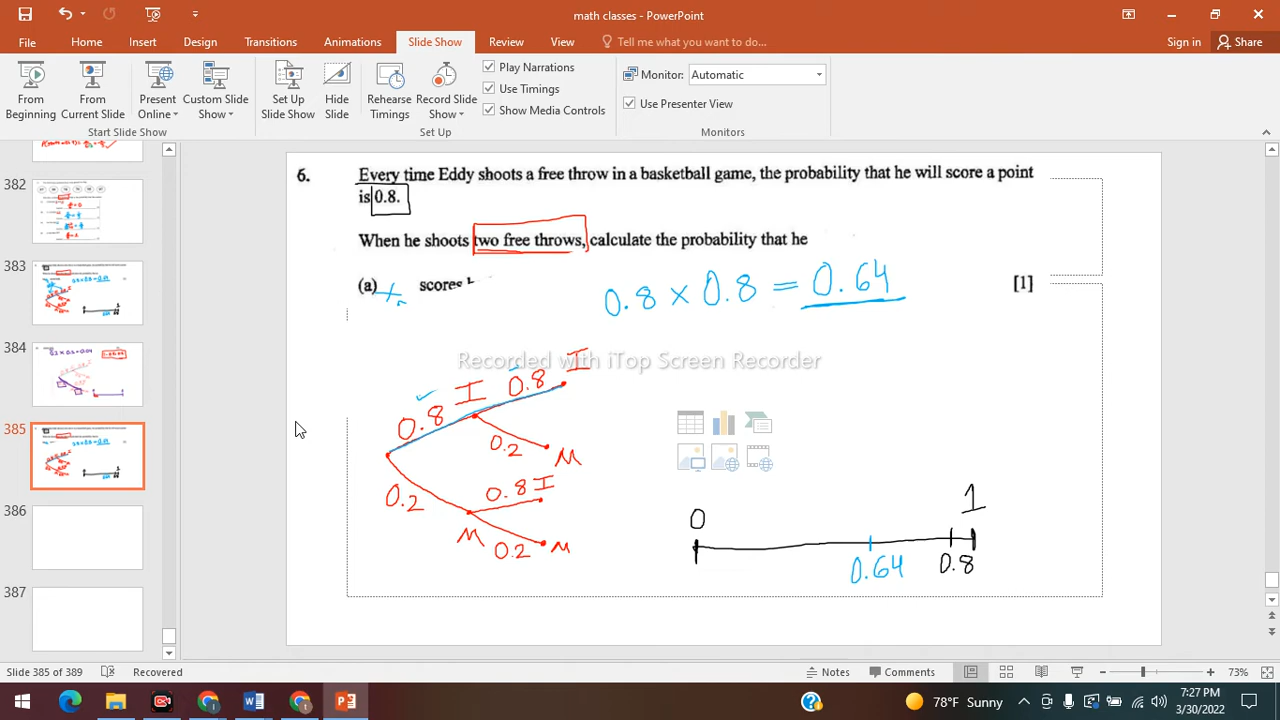 math classes - PowerPoint
Sign in
Share
File
Home
Insert
Design
Transitions
Animations
Slide Show
Review
View
Tell me what you want to do...
From Beginning
From Current Slide
Present Online
Custom Slide Show
Set Up Slide Show
Hide Slide
Rehearse Timings
Record Slide Show
Play Narrations
Use Timings
Show Media Controls
Monitor:
Automatic
Use Presenter View
Start Slide Show
Set Up
Monitors
382
383
384
385
386
387
6. Every time Eddy shoots a free throw in a basketball game, the probability that he will score a point
is 0.8.
When he shoots two free throws, calculate the probability that he
(a) scores
0.8 × 0.8 = 0.64
[1]
Recorded with iTop Screen Recorder
0.8 I
0.8 I
0.2 M
0.2 M
0.8 I
0.2 M
0
1
0.64
0.8
Slide 385 of 389
Recovered
Notes
Comments
73%
78°F Sunny
7:27 PM
3/30/2022